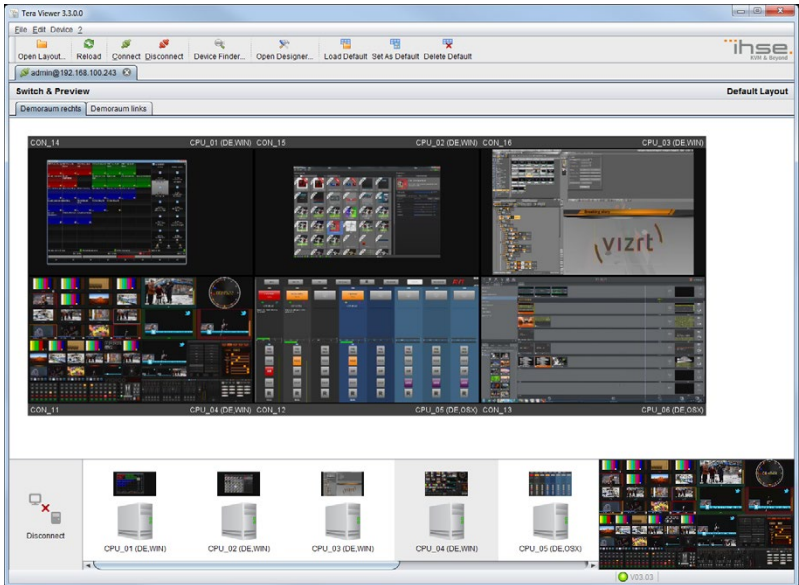 Tera Viewer 3.3.0.0
File Edit Device ?
Open Layout... Reload Connect Disconnect Device Finder... Open Designer... Load Default Set As Default Delete Default
ihse.
KVM & Beyond
admin@192.168.100.243
Switch & Preview Default Layout
Demoraum rechts Demoraum links
CON_14 CPU_01 (DE,WIN) CON_15 CPU_02 (DE,WIN) CON_16 CPU_03 (DE,WIN)
vizrt
CON_11 CPU_04 (DE,WIN) CON_12 CPU_05 (DE,OSX) CON_13 CPU_06 (DE,OSX)
Disconnect
CPU_01 (DE,WIN) CPU_02 (DE,WIN) CPU_03 (DE,WIN) CPU_04 (DE,WIN) CPU_05 (DE,OSX)
V03.03